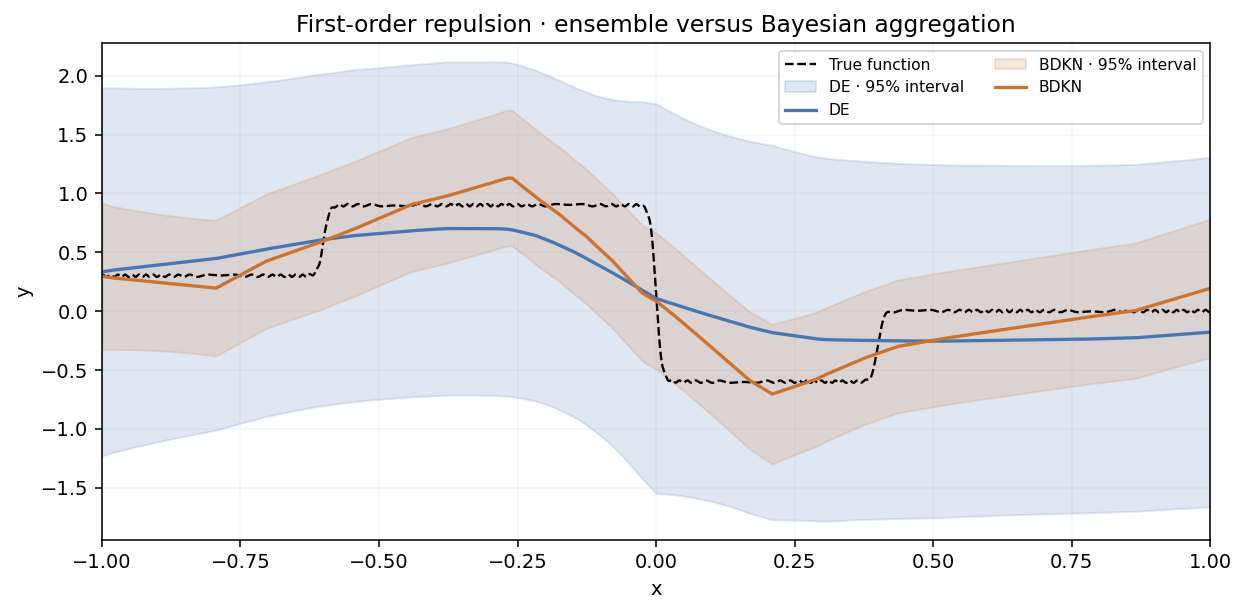 First-order repulsion · ensemble versus Bayesian aggregation
True function
DE · 95% interval
DE
BDKN · 95% interval
BDKN
y
2.0
1.5
1.0
0.5
0.0
−0.5
−1.0
−1.5
−1.00 −0.75 −0.50 −0.25 0.00 0.25 0.50 0.75 1.00
x